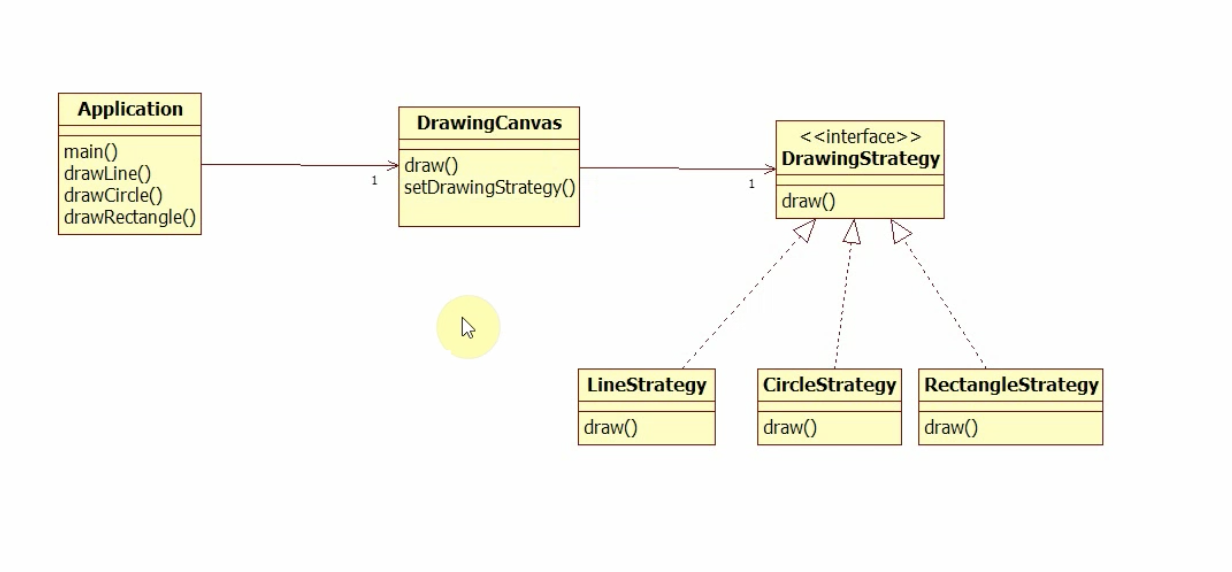 Application
main()
drawLine()
drawCircle()
drawRectangle()
1
DrawingCanvas
draw()
setDrawingStrategy()
1
<<interface>>
DrawingStrategy
draw()
LineStrategy
draw()
CircleStrategy
draw()
RectangleStrategy
draw()